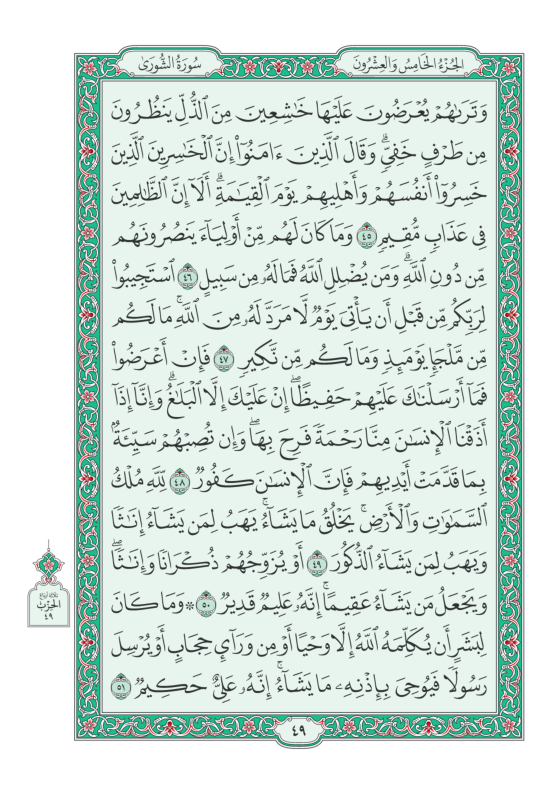 سُورَةُ الشُّورَىٰ
الجُزْءُ الخَامِسُ وَالعِشْرُونَ
وَتَرَىٰهُمْ يُعْرَضُونَ عَلَيْهَا خَٰشِعِينَ مِنَ ٱلذُّلِّ يَنظُرُونَ
مِن طَرْفٍ خَفِيّٖۗ وَقَالَ ٱلَّذِينَ ءَامَنُوٓاْ إِنَّ ٱلْخَٰسِرِينَ ٱلَّذِينَ
خَسِرُوٓاْ أَنفُسَهُمْ وَأَهْلِيهِمْ يَوْمَ ٱلْقِيَٰمَةِۗ أَلَآ إِنَّ ٱلظَّٰلِمِينَ
فِي عَذَابٖ مُّقِيمٖ ٤٥ وَمَا كَانَ لَهُم مِّنْ أَوْلِيَآءَ يَنصُرُونَهُم
مِّن دُونِ ٱللَّهِۗ وَمَن يُضْلِلِ ٱللَّهُ فَمَا لَهُۥ مِن سَبِيلٍ ٤٦ ٱسْتَجِيبُواْ
لِرَبِّكُم مِّن قَبْلِ أَن يَأْتِيَ يَوْمٞ لَّا مَرَدَّ لَهُۥ مِنَ ٱللَّهِۚ مَا لَكُم
مِّن مَّلْجَإٖ يَوْمَئِذٖ وَمَا لَكُم مِّن نَّكِيرٖ ٤٧ فَإِنْ أَعْرَضُواْ
فَمَآ أَرْسَلْنَٰكَ عَلَيْهِمْ حَفِيظًاۖ إِنْ عَلَيْكَ إِلَّا ٱلْبَلَٰغُۗ وَإِنَّآ إِذَآ
أَذَقْنَا ٱلْإِنسَٰنَ مِنَّا رَحْمَةٗ فَرِحَ بِهَاۖ وَإِن تُصِبْهُمْ سَيِّئَةُۢ
بِمَا قَدَّمَتْ أَيْدِيهِمْ فَإِنَّ ٱلْإِنسَٰنَ كَفُورٞ ٤٨ لِّلَّهِ مُلْكُ
ٱلسَّمَٰوَٰتِ وَٱلْأَرْضِۚ يَخْلُقُ مَا يَشَآءُۚ يَهَبُ لِمَن يَشَآءُ إِنَٰثٗا
وَيَهَبُ لِمَن يَشَآءُ ٱلذُّكُورَ ٤٩ أَوْ يُزَوِّجُهُمْ ذُكْرَانٗا وَإِنَٰثٗاۖ
وَيَجْعَلُ مَن يَشَآءُ عَقِيمًاۚ إِنَّهُۥ عَلِيمٞ قَدِيرٞ ٥٠ ۞ وَمَا كَانَ
لِبَشَرٍ أَن يُكَلِّمَهُ ٱللَّهُ إِلَّا وَحْيًا أَوْ مِن وَرَآيِٕ حِجَابٍ أَوْ يُرْسِلَ
رَسُولٗا فَيُوحِيَ بِإِذْنِهِۦ مَا يَشَآءُۚ إِنَّهُۥ عَلِيٌّ حَكِيمٞ ٥١
الحِزْبُ
٤٩
٤٩